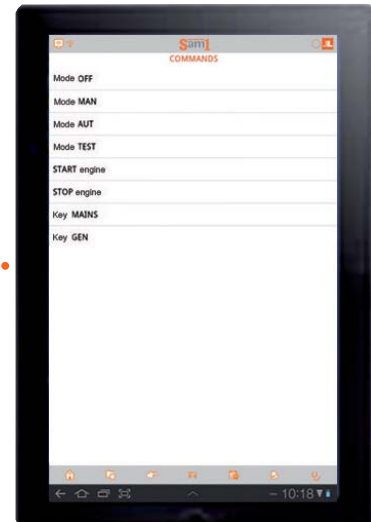 Sam1
COMMANDS
Mode OFF
Mode MAN
Mode AUT
Mode TEST
START engine
STOP engine
Key MAINS
Key GEN
10:18